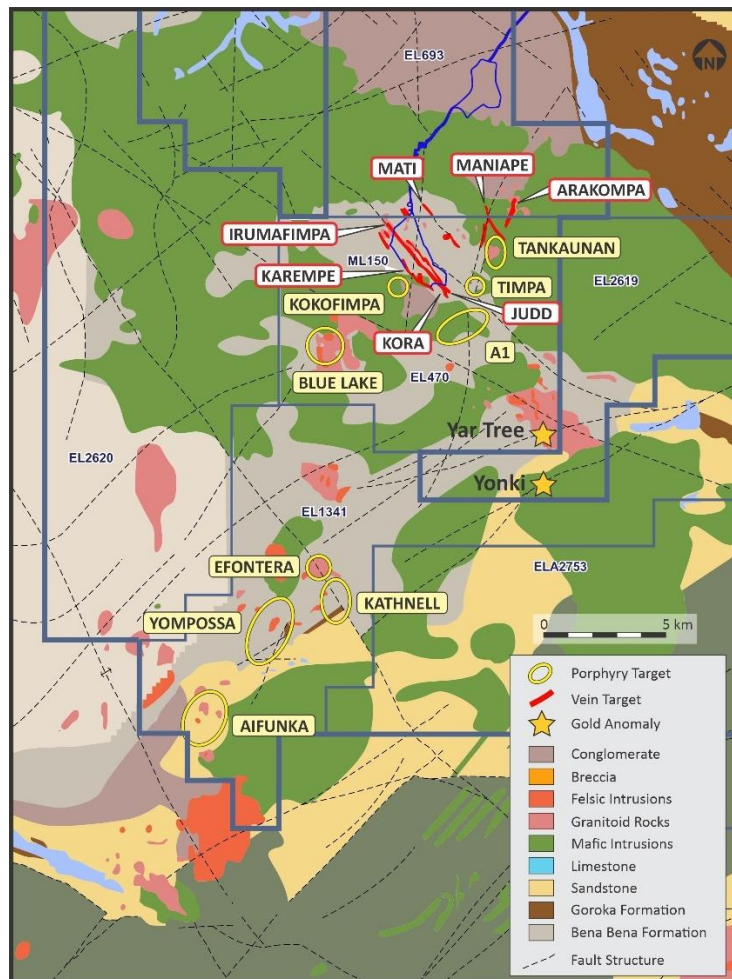 EL693
N
MATI
MANIAPE
ARAKOMPA
IRUMAFIMPA
TANKAUNAN
ML150
KAREMPE
TIMPA
EL2619
KOKOFIMPA
JUDD
KORA
A1
BLUE LAKE
EL470
Yar Tree
EL2620
Yonki
EL1341
EFONTERA
ELA2753
KATHNELL
YOMPOSSA
0 5 km
AIFUNKA
Porphyry Target
Vein Target
Gold Anomaly
Conglomerate
Breccia
Felsic Intrusions
Granitoid Rocks
Mafic Intrusions
Limestone
Sandstone
Goroka Formation
Bena Bena Formation
Fault Structure